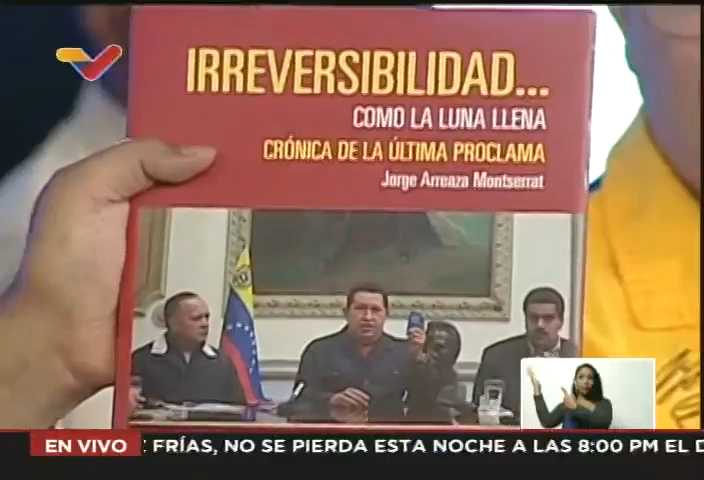 IRREVERSIBILIDAD...
COMO LA LUNA LLENA
CRÓNICA DE LA ÚLTIMA PROCLAMA
Jorge Arreaza Montserrat
EN VIVO
FRÍAS, NO SE PIERDA ESTA NOCHE A LAS 8:00 PM EL